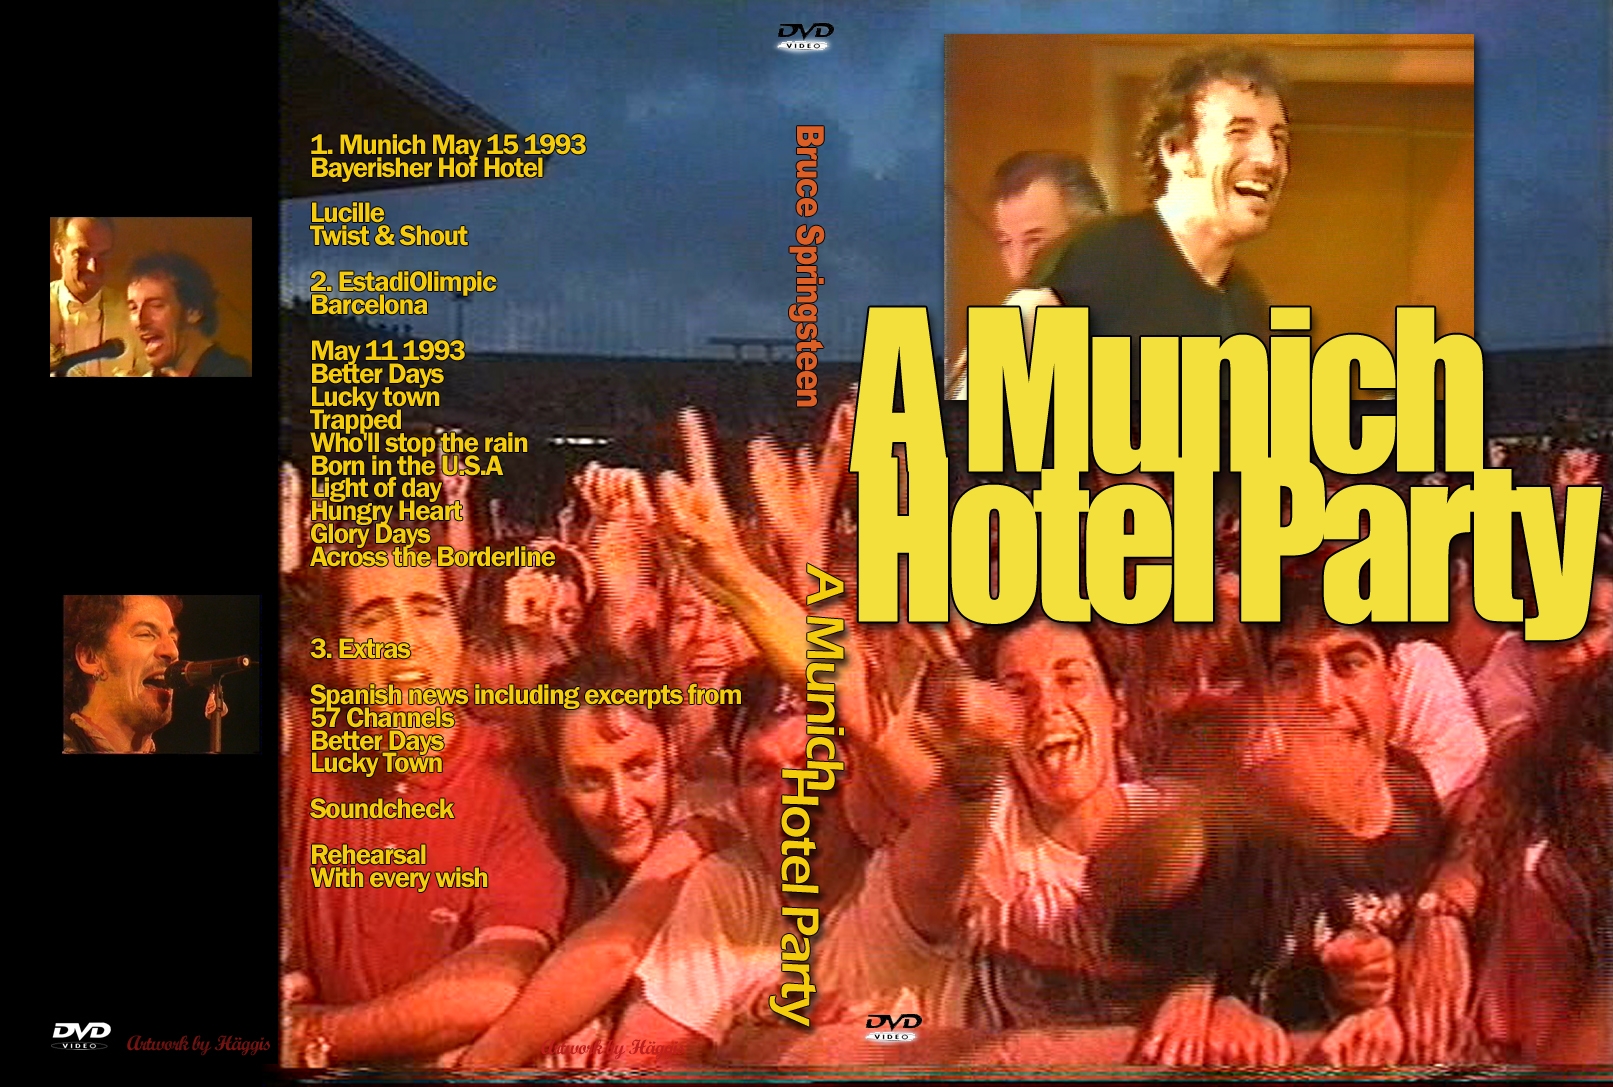 DVD
VIDEO
1. Munich May 15 1993
Bayerisher Hof Hotel
Lucille
Twist & Shout
2. EstadiOlimpic
Barcelona
May 11 1993
Better Days
Lucky town
Trapped
Who'll stop the rain
Born in the U.S.A
Light of day
Hungry Heart
Glory Days
Across the Borderline
3. Extras
Spanish news including excerpts from
57 Channels
Better Days
Lucky Town
Soundcheck
Rehearsal
With every wish
Bruce Springsteen
A Munich
Hotel Party
A Munich
Hotel Party
DVD
VIDEO
Artwork by Häggis
Artwork by Häggis
DVD
VIDEO